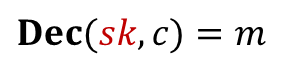 Dec(sk, c) = m